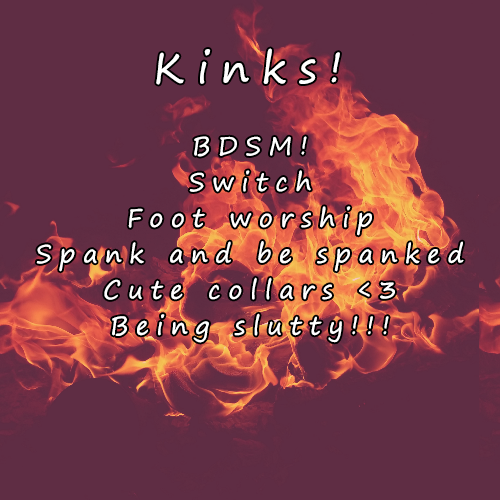 Kinks!
BDSM!
Switch
Foot worship
Spank and be spanked
Cute collars <3
Being slutty!!!